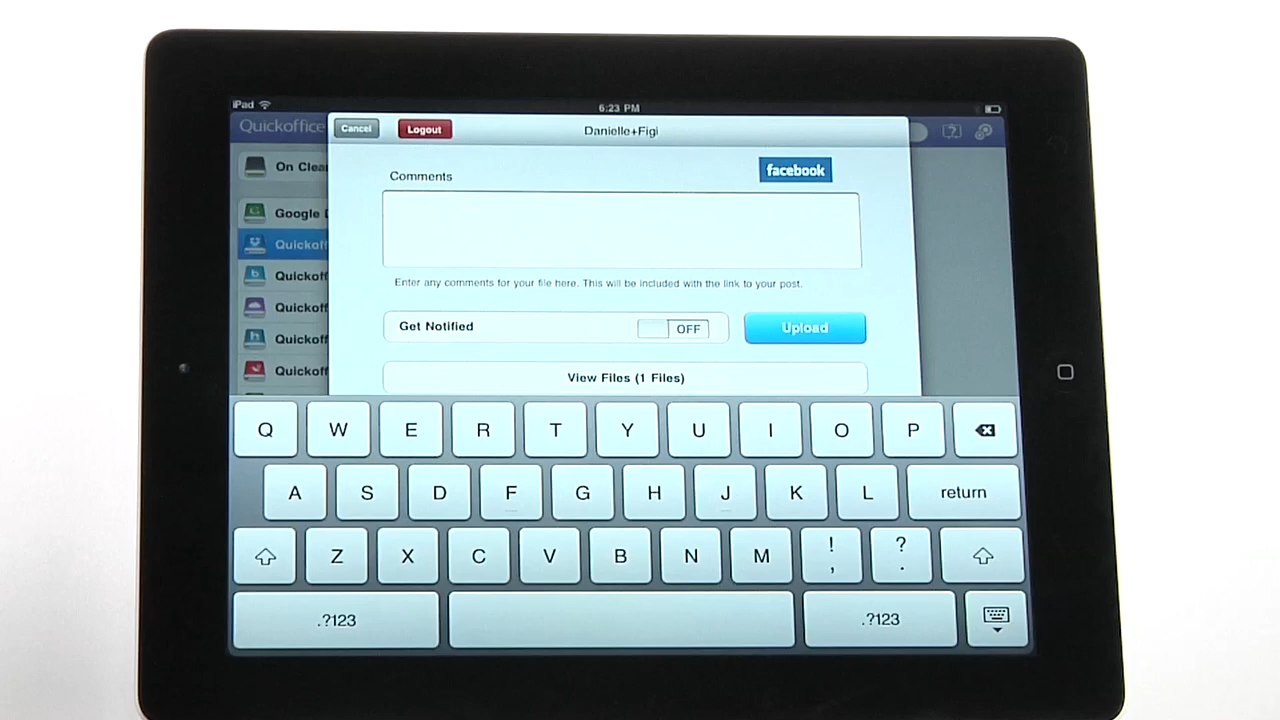 iPad
6:23 PM
Quickoffice
Cancel
Logout
Danielle+Figi
?
On Clea
Google D
Quickoff
Quickoff
Quickoff
Quickoff
Quickoff
Comments
facebook
Enter any comments for your file here. This will be included with the link to your post.
Get Notified
OFF
Upload
View Files (1 Files)
Q W E R T Y U I O P
A S D F G H J K L return
Z X C V B N M ! , ? .
.?123 .?123